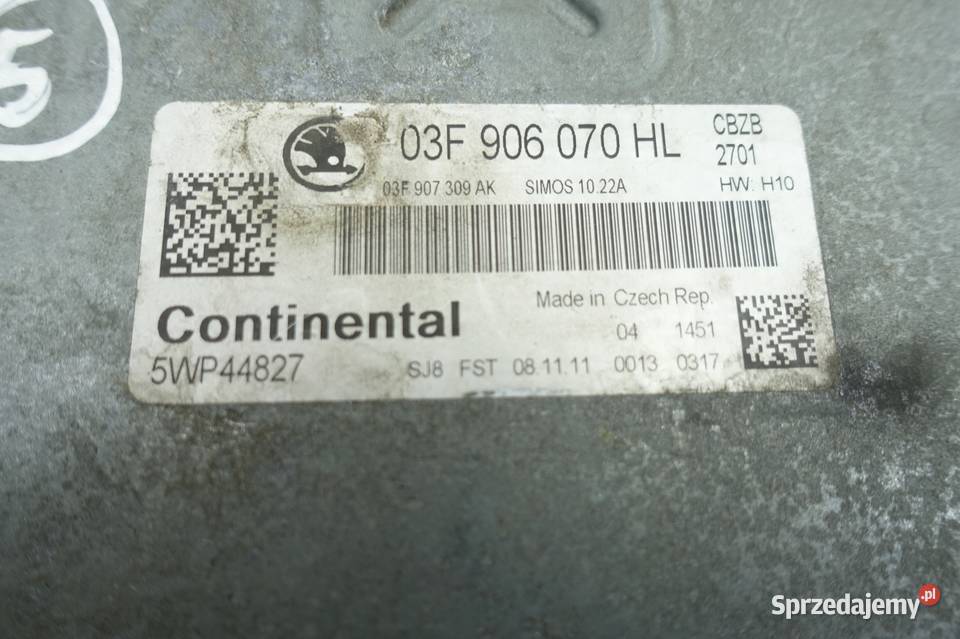 5
03F 906 070 HL
CBZB
2701
03F 907 309 AK SIMOS 10.22A
HW: H10
Continental
Made in Czech Rep.
04 1451
5WP44827
SJ8 FST 08.11.11 0013 0317
Sprzedajemy.pl